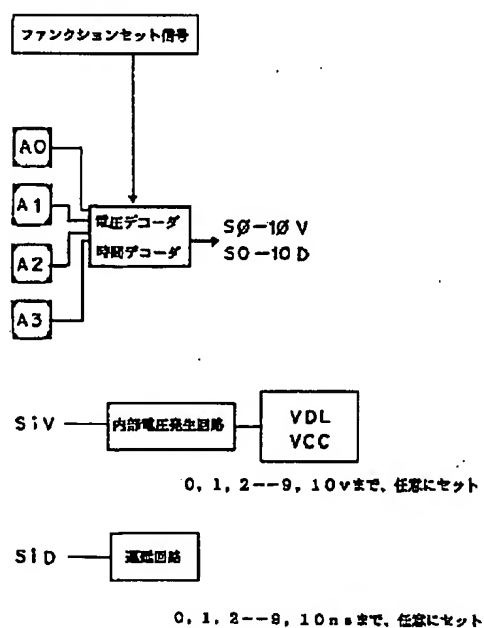 ファンクションセット信号
A0
A1
A2
A3
電圧デコーダ
時間デコーダ
SØ-1ØV
S0-10D
SiV
内部電圧発生回路
VDL
VCC
0, 1, 2--9, 10vまで、任意にセット
SiD
遅延回路
0, 1, 2--9, 10nsまで、任意にセット